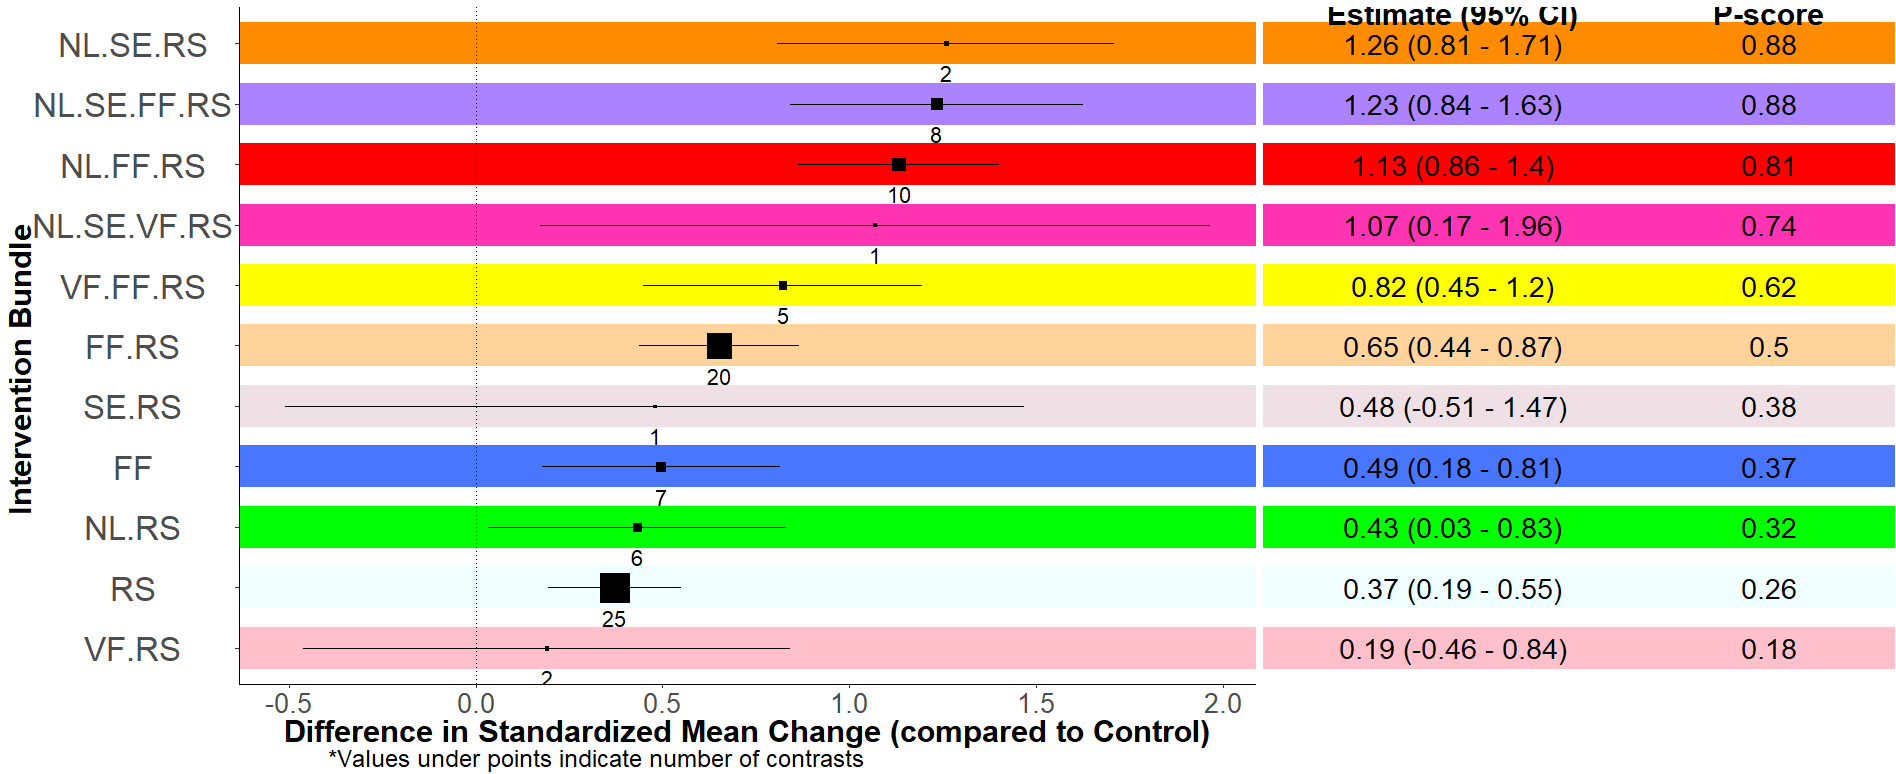 Estimate (95% CI) P-score
NL.SE.RS 1.26 (0.81 - 1.71) 0.88
2
NL.SE.FF.RS 1.23 (0.84 - 1.63) 0.88
8
NL.FF.RS 1.13 (0.86 - 1.4) 0.81
10
NL.SE.VF.RS 1.07 (0.17 - 1.96) 0.74
1
VF.FF.RS 0.82 (0.45 - 1.2) 0.62
5
FF.RS 0.65 (0.44 - 0.87) 0.5
20
SE.RS 0.48 (-0.51 - 1.47) 0.38
1
FF 0.49 (0.18 - 0.81) 0.37
7
NL.RS 0.43 (0.03 - 0.83) 0.32
6
RS 0.37 (0.19 - 0.55) 0.26
25
VF.RS 0.19 (-0.46 - 0.84) 0.18
2
Intervention Bundle
-0.5 0.0 0.5 1.0 1.5 2.0
Difference in Standardized Mean Change (compared to Control)
*Values under points indicate number of contrasts